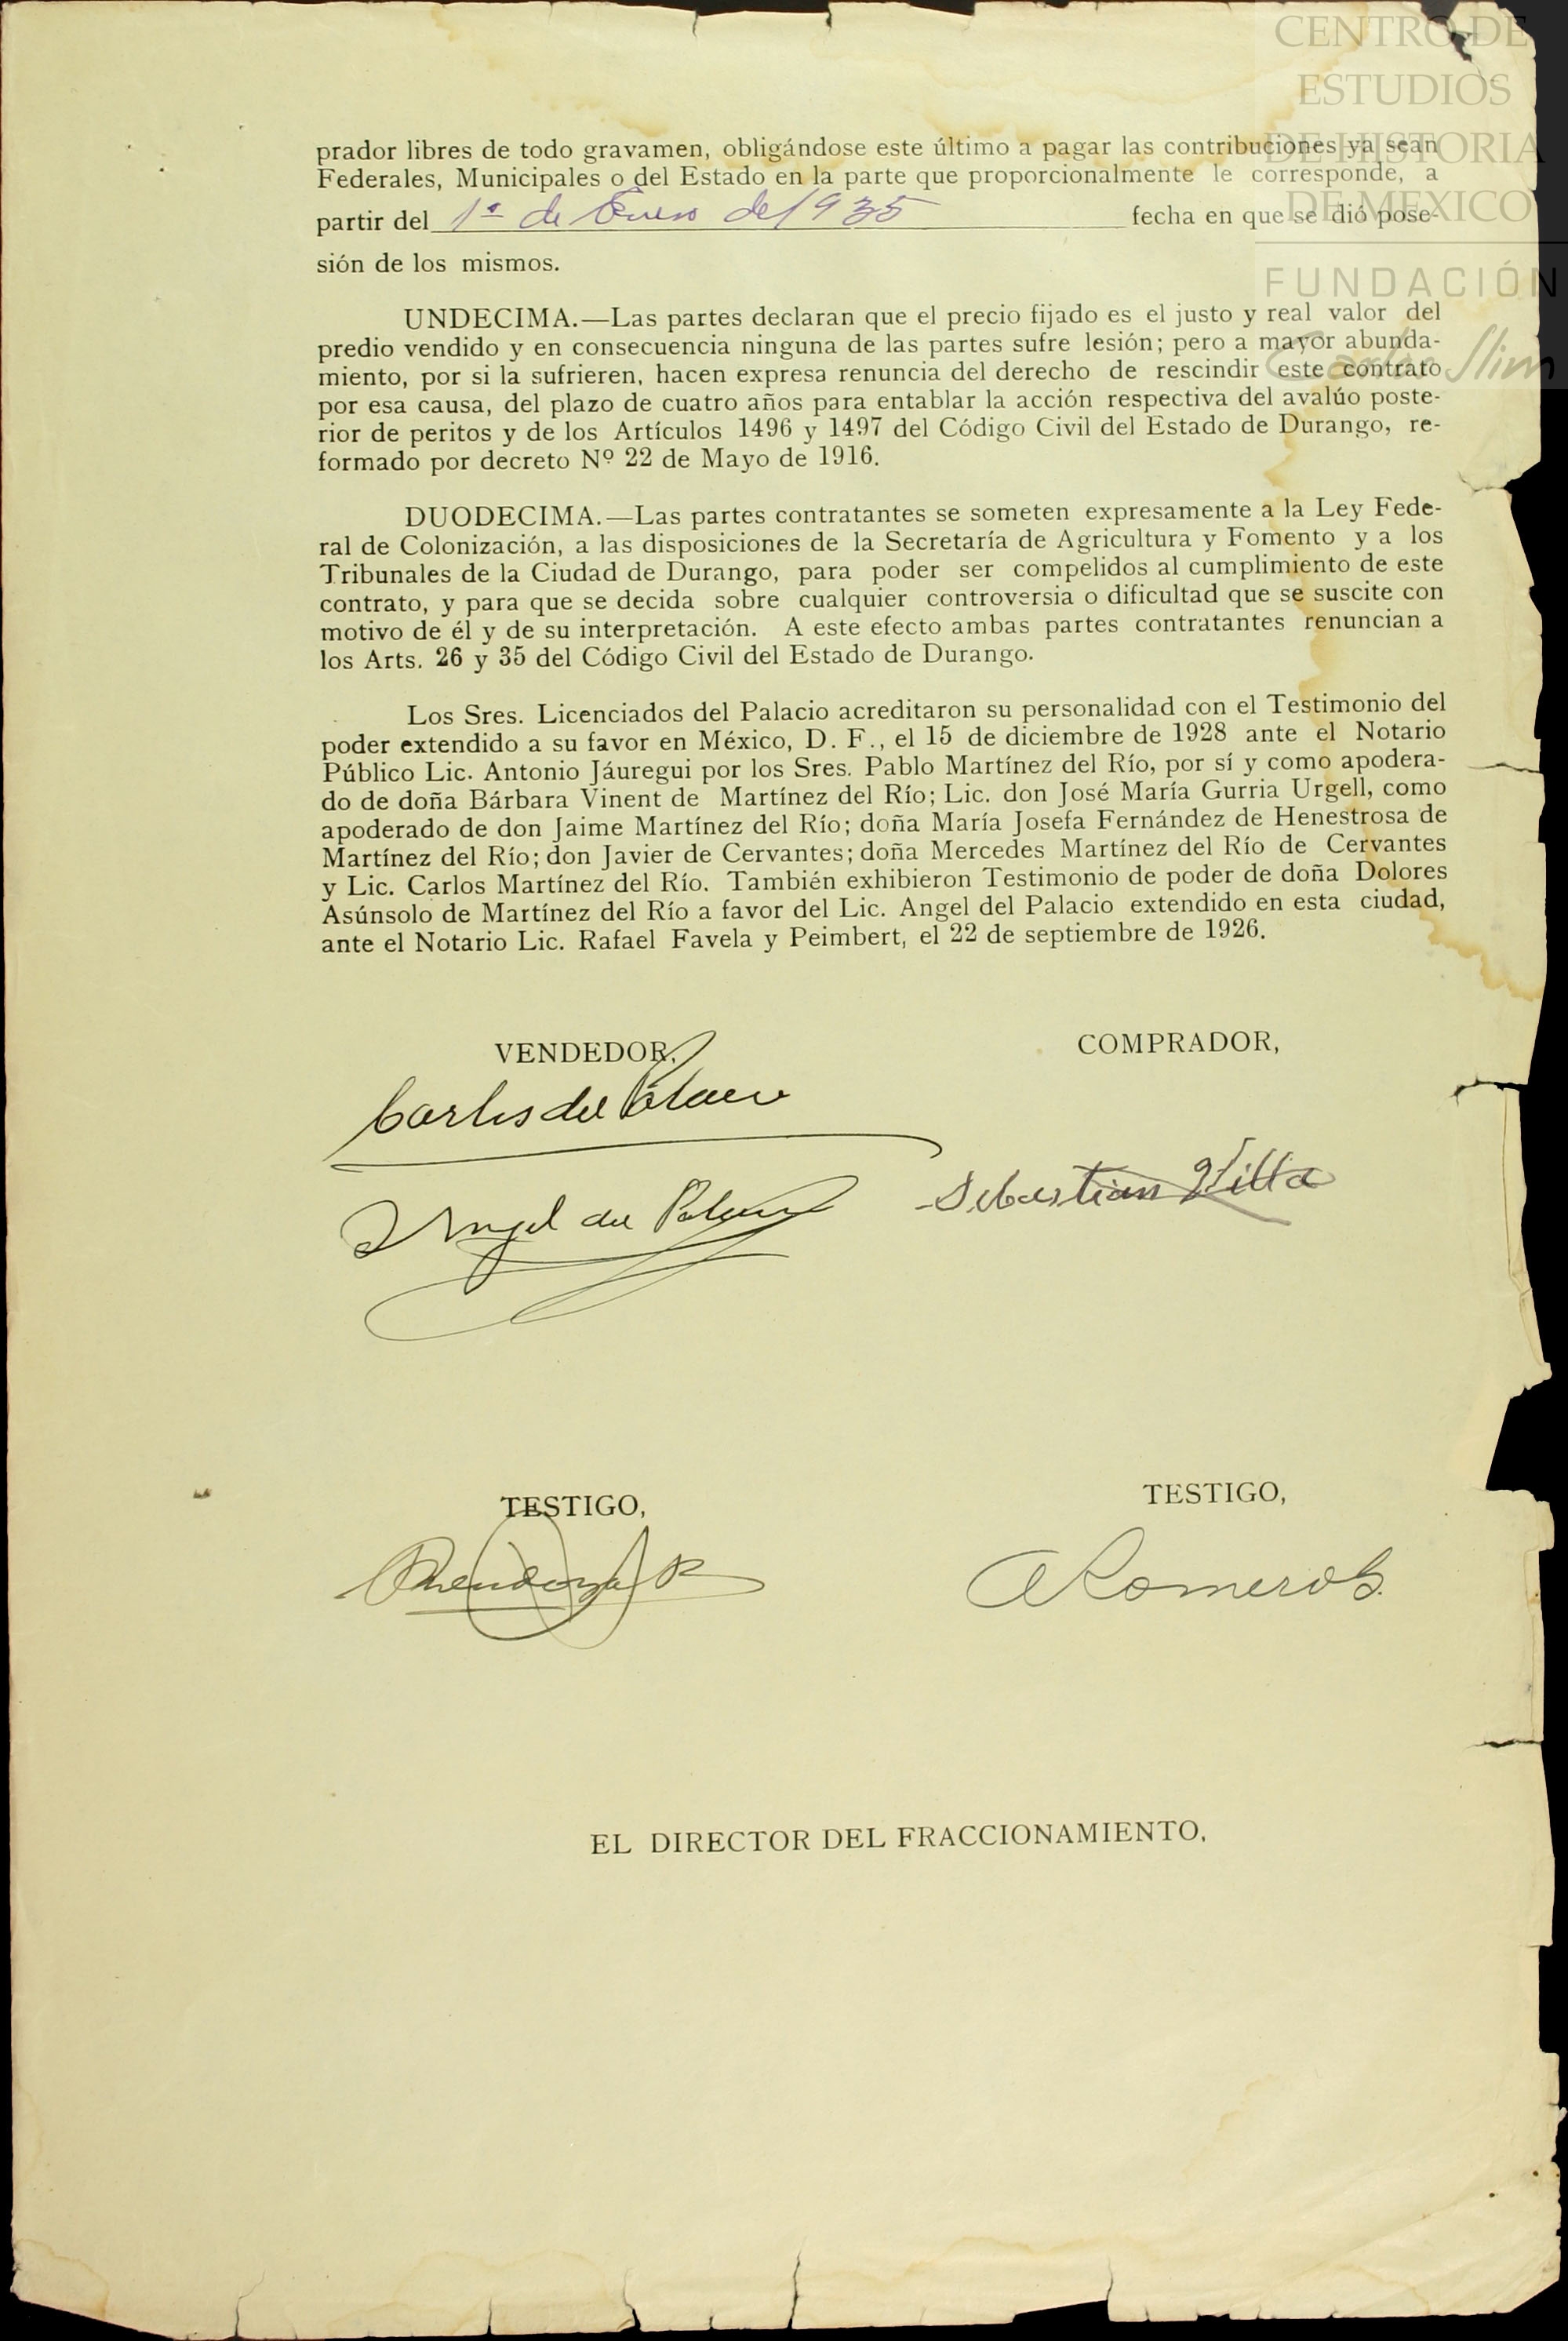 CENTRO DE
ESTUDIOS
DE HISTORIA
DE MEXICO
FUNDACIÓN
Carlos Slim
prador libres de todo gravamen, obligándose este último a pagar las contribuciones ya sean
Federales, Municipales o del Estado en la parte que proporcionalmente le corresponde, a
partir del 1º de Enero de 1935 fecha en que se dió pose-
sión de los mismos.
UNDECIMA.—Las partes declaran que el precio fijado es el justo y real valor del
predio vendido y en consecuencia ninguna de las partes sufre lesión; pero a mayor abunda-
miento, por si la sufrieren, hacen expresa renuncia del derecho de rescindir este contrato
por esa causa, del plazo de cuatro años para entablar la acción respectiva del avalúo poste-
rior de peritos y de los Artículos 1496 y 1497 del Código Civil del Estado de Durango, re-
formado por decreto Nº 22 de Mayo de 1916.
DUODECIMA.—Las partes contratantes se someten expresamente a la Ley Fede-
ral de Colonización, a las disposiciones de la Secretaría de Agricultura y Fomento y a los
Tribunales de la Ciudad de Durango, para poder ser compelidos al cumplimiento de este
contrato, y para que se decida sobre cualquier controversia o dificultad que se suscite con
motivo de él y de su interpretación. A este efecto ambas partes contratantes renuncian a
los Arts. 26 y 35 del Código Civil del Estado de Durango.
Los Sres. Licenciados del Palacio acreditaron su personalidad con el Testimonio del
poder extendido a su favor en México, D. F., el 15 de diciembre de 1928 ante el Notario
Público Lic. Antonio Jáuregui por los Sres. Pablo Martínez del Río, por sí y como apodera-
do de doña Bárbara Vinent de Martínez del Río; Lic. don José María Gurria Urgell, como
apoderado de don Jaime Martínez del Río; doña María Josefa Fernández de Henestrosa de
Martínez del Río; don Javier de Cervantes; doña Mercedes Martínez del Río de Cervantes
y Lic. Carlos Martínez del Río. También exhibieron Testimonio de poder de doña Dolores
Asúnsolo de Martínez del Río a favor del Lic. Angel del Palacio extendido en esta ciudad,
ante el Notario Lic. Rafael Favela y Peimbert, el 22 de septiembre de 1926.
VENDEDOR,
COMPRADOR,
Carlos del Palacio
Angel del Palacio
Sebastian Villa
TESTIGO,
TESTIGO,
Mendoza R
A Romero S.
EL DIRECTOR DEL FRACCIONAMIENTO,